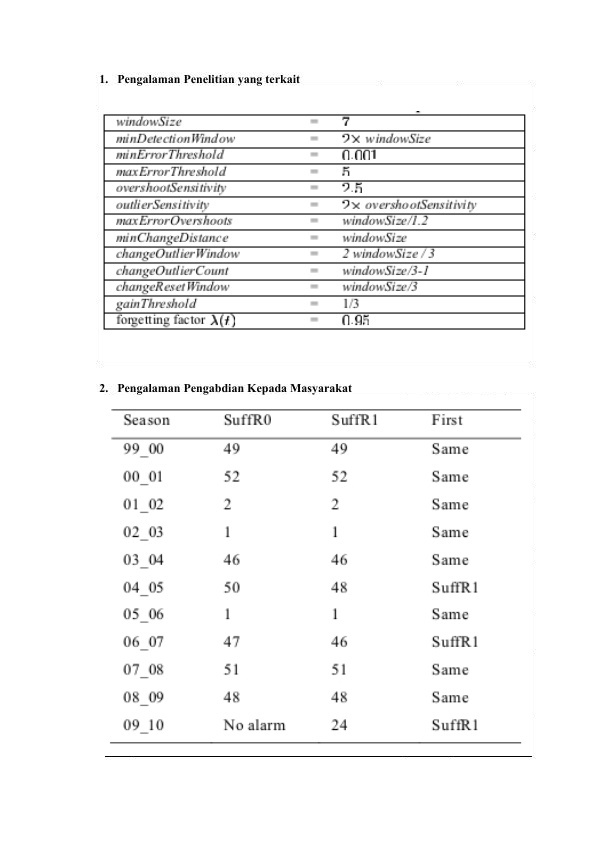 1. Pengalaman Penelitian yang terkait
windowSize = 7
minDetectionWindow = 2× windowSize
minErrorThreshold = 0.001
maxErrorThreshold = 5
overshootSensitivity = 2.5
outlierSensitivity = 2× overshootSensitivity
maxErrorOvershoots = windowSize/1.2
minChangeDistance = windowSize
changeOutlierWindow = 2 windowSize / 3
changeOutlierCount = windowSize/3-1
changeResetWindow = windowSize/3
gainThreshold = 1/3
forgetting factor λ(t) = 0.95
2. Pengalaman Pengabdian Kepada Masyarakat
Season SuffR0 SuffR1 First
99_00 49 49 Same
00_01 52 52 Same
01_02 2 2 Same
02_03 1 1 Same
03_04 46 46 Same
04_05 50 48 SuffR1
05_06 1 1 Same
06_07 47 46 SuffR1
07_08 51 51 Same
08_09 48 48 Same
09_10 No alarm 24 SuffR1